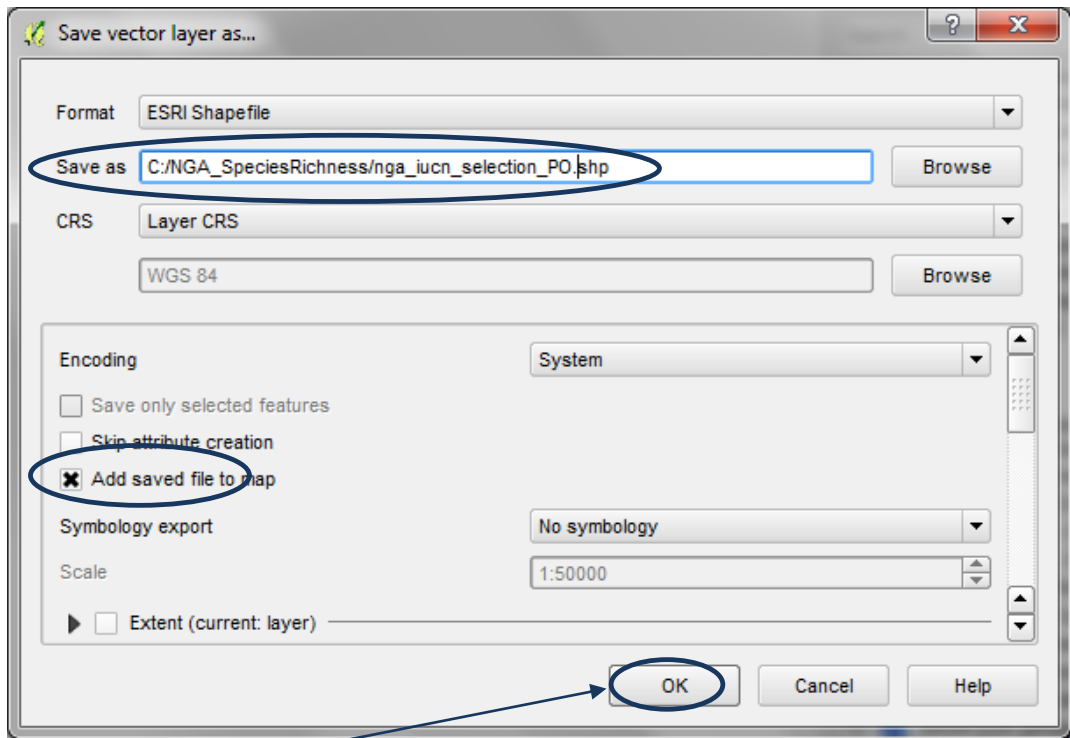 Save vector layer as...
Format ESRI Shapefile
Save as C:/NGA_SpeciesRichness/nga_iucn_selection_PO.shp Browse
CRS Layer CRS
WGS 84 Browse
Encoding System
Save only selected features
Skip attribute creation
Add saved file to map
Symbology export No symbology
Scale 1:50000
Extent (current: layer)
OK Cancel Help